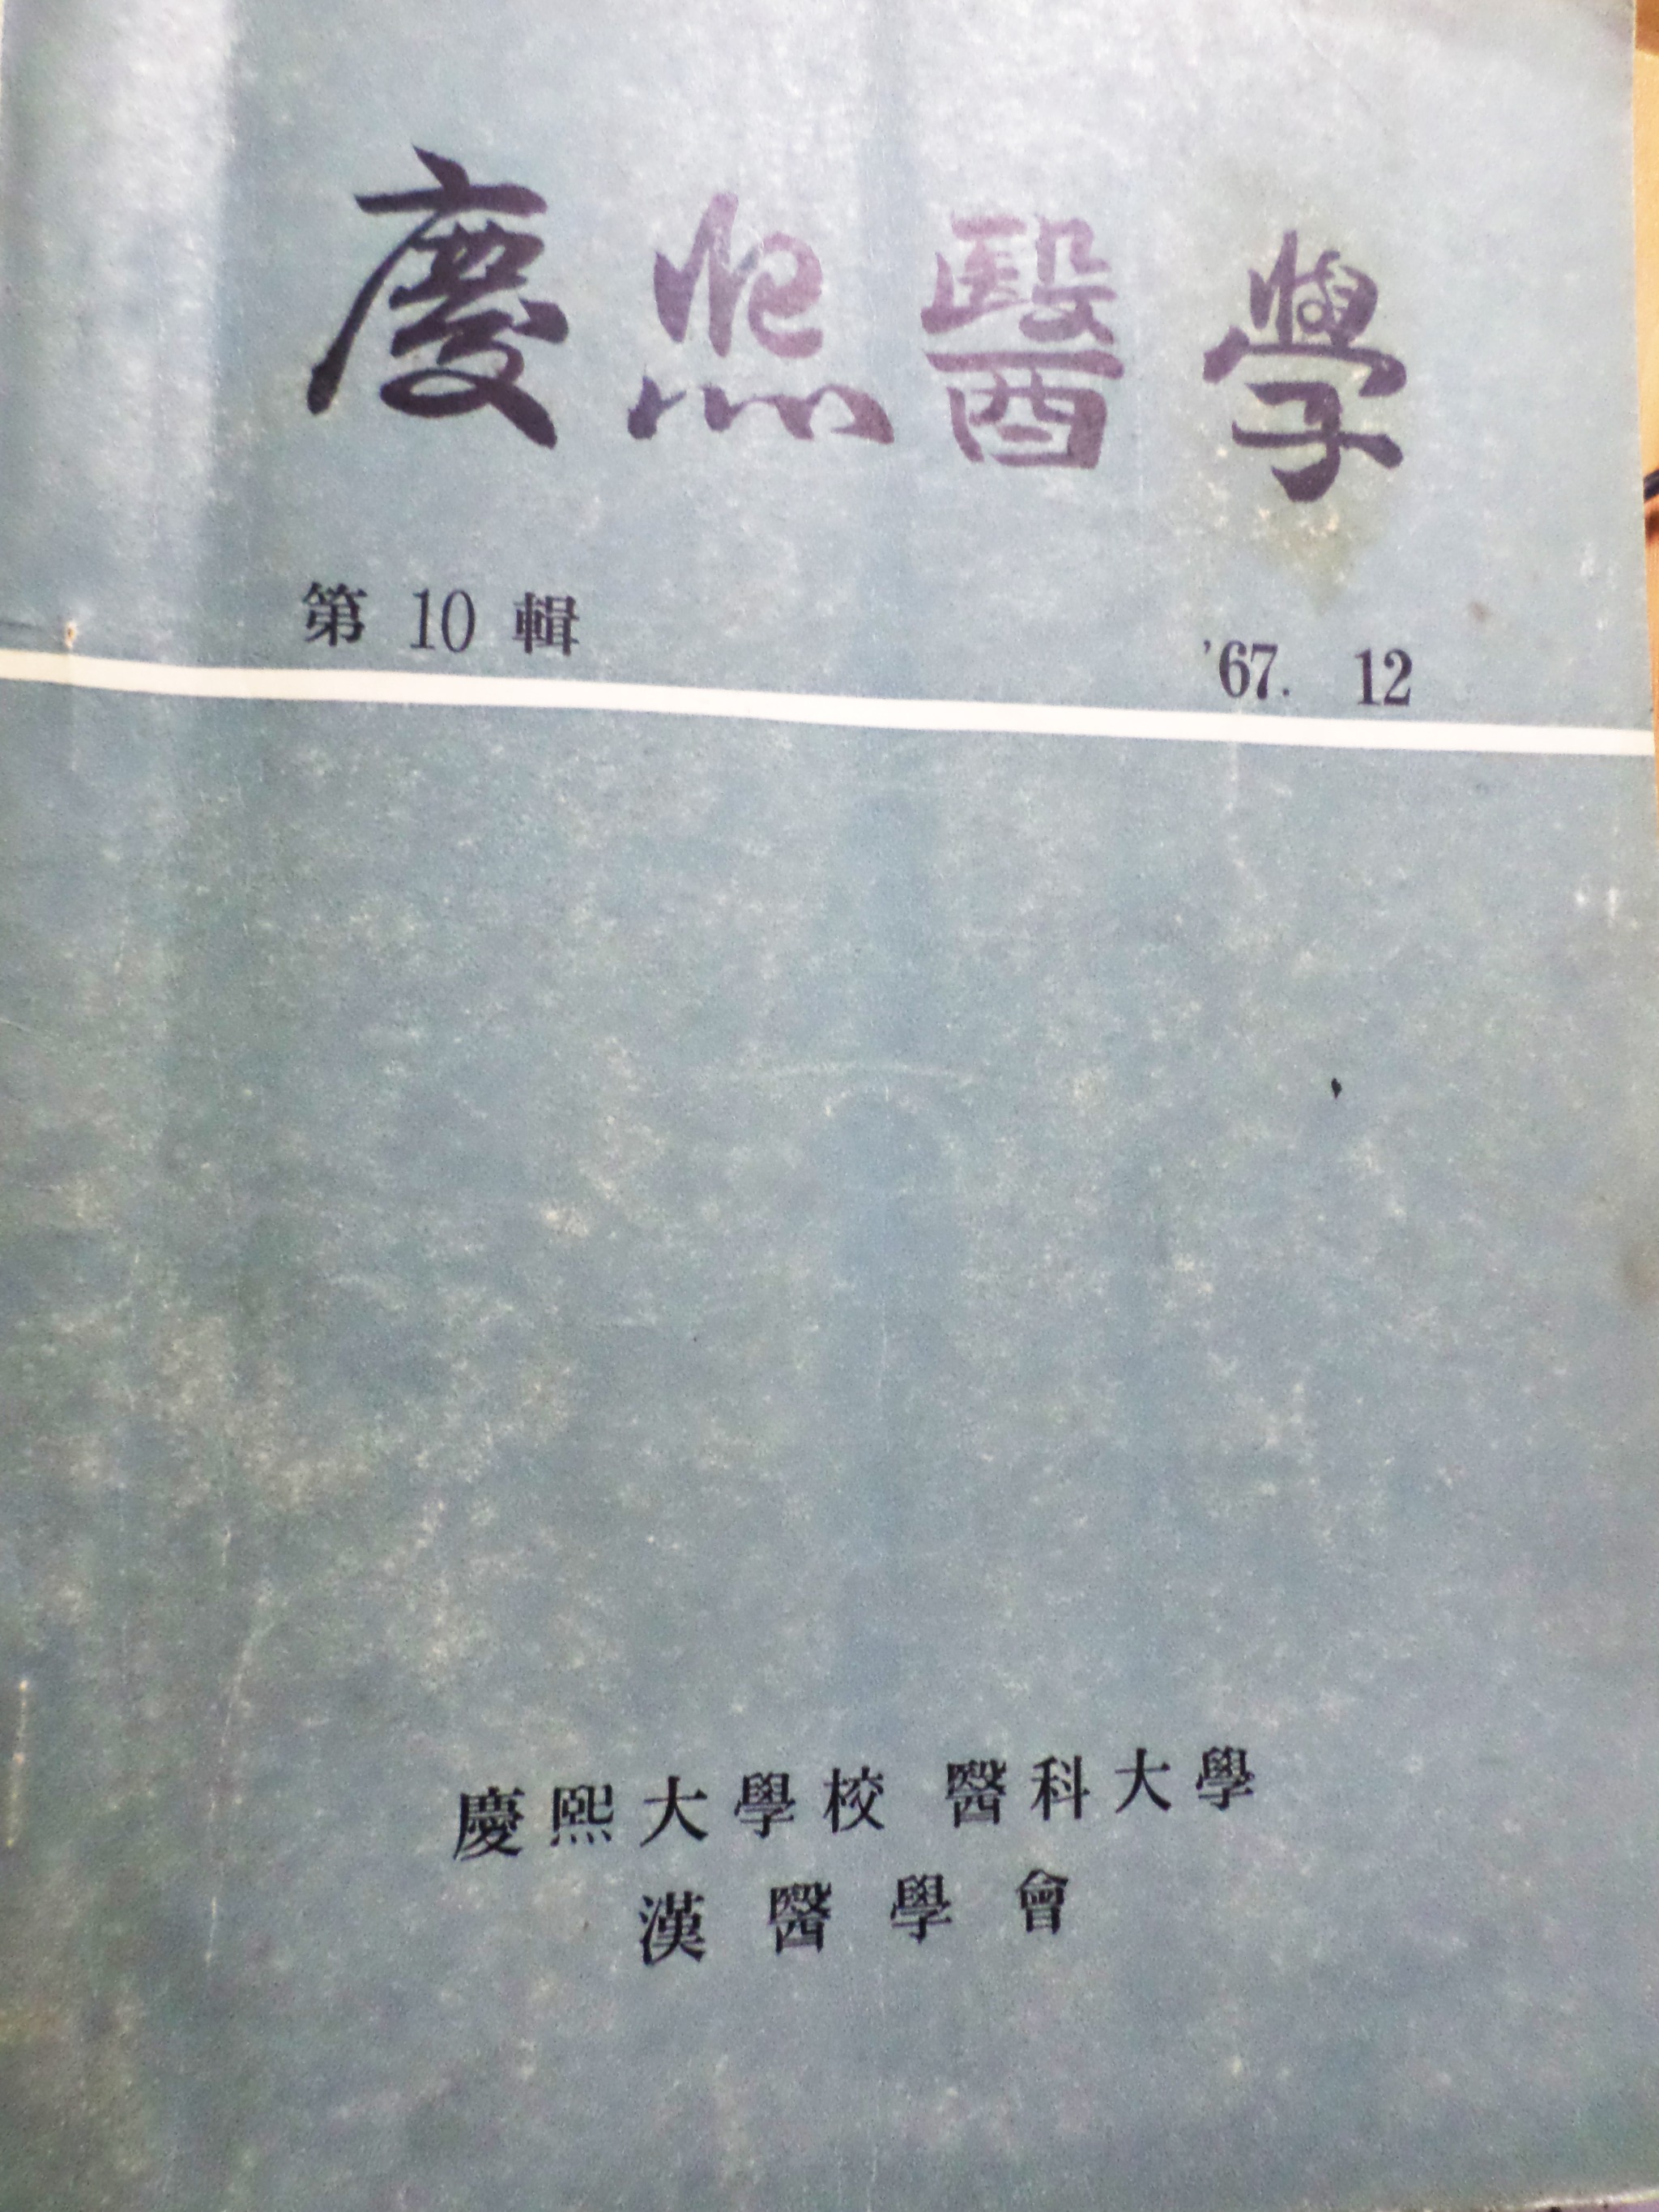 慶熙醫學
第 10 輯
'67. 12
慶熙大學校 醫科大學
漢醫學會